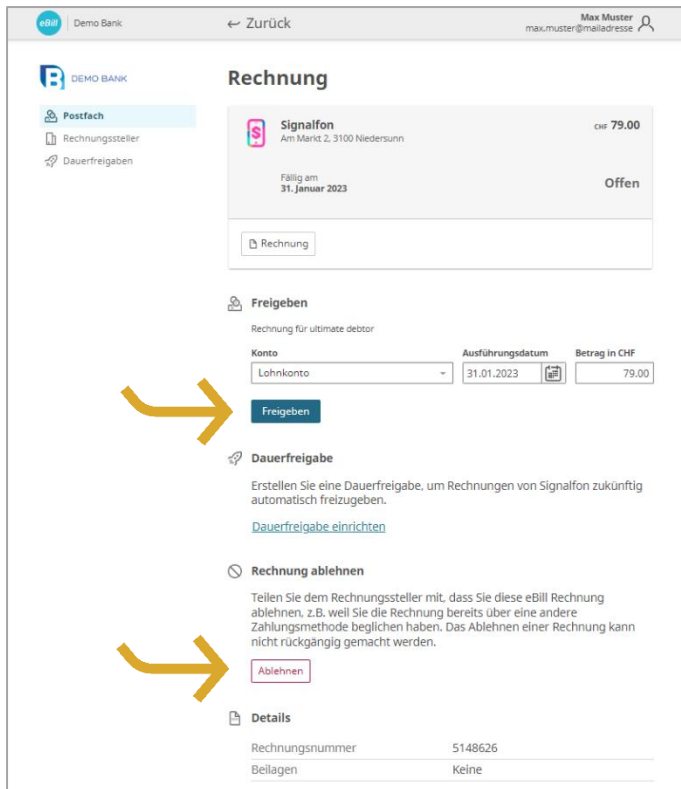 eBill Demo Bank
← Zurück
Max Muster
max.muster@mailadresse
DEMO BANK
Postfach
Rechnungssteller
Dauerfreigaben
Rechnung
Signalfon
CHF 79.00
Am Markt 2, 3100 Niedersunn
Fällig am
31. Januar 2023
Offen
Rechnung
Freigeben
Rechnung für ultimate debtor
Konto Ausführungsdatum Betrag in CHF
Lohnkonto 31.01.2023 79.00
Freigeben
Dauerfreigabe
Erstellen Sie eine Dauerfreigabe, um Rechnungen von Signalfon zukünftig
automatisch freizugeben.
Dauerfreigabe einrichten
Rechnung ablehnen
Teilen Sie dem Rechnungssteller mit, dass Sie diese eBill Rechnung
ablehnen, z.B. weil Sie die Rechnung bereits über eine andere
Zahlungsmethode beglichen haben. Das Ablehnen einer Rechnung kann
nicht rückgängig gemacht werden.
Ablehnen
Details
Rechnungsnummer 5148626
Beilagen Keine